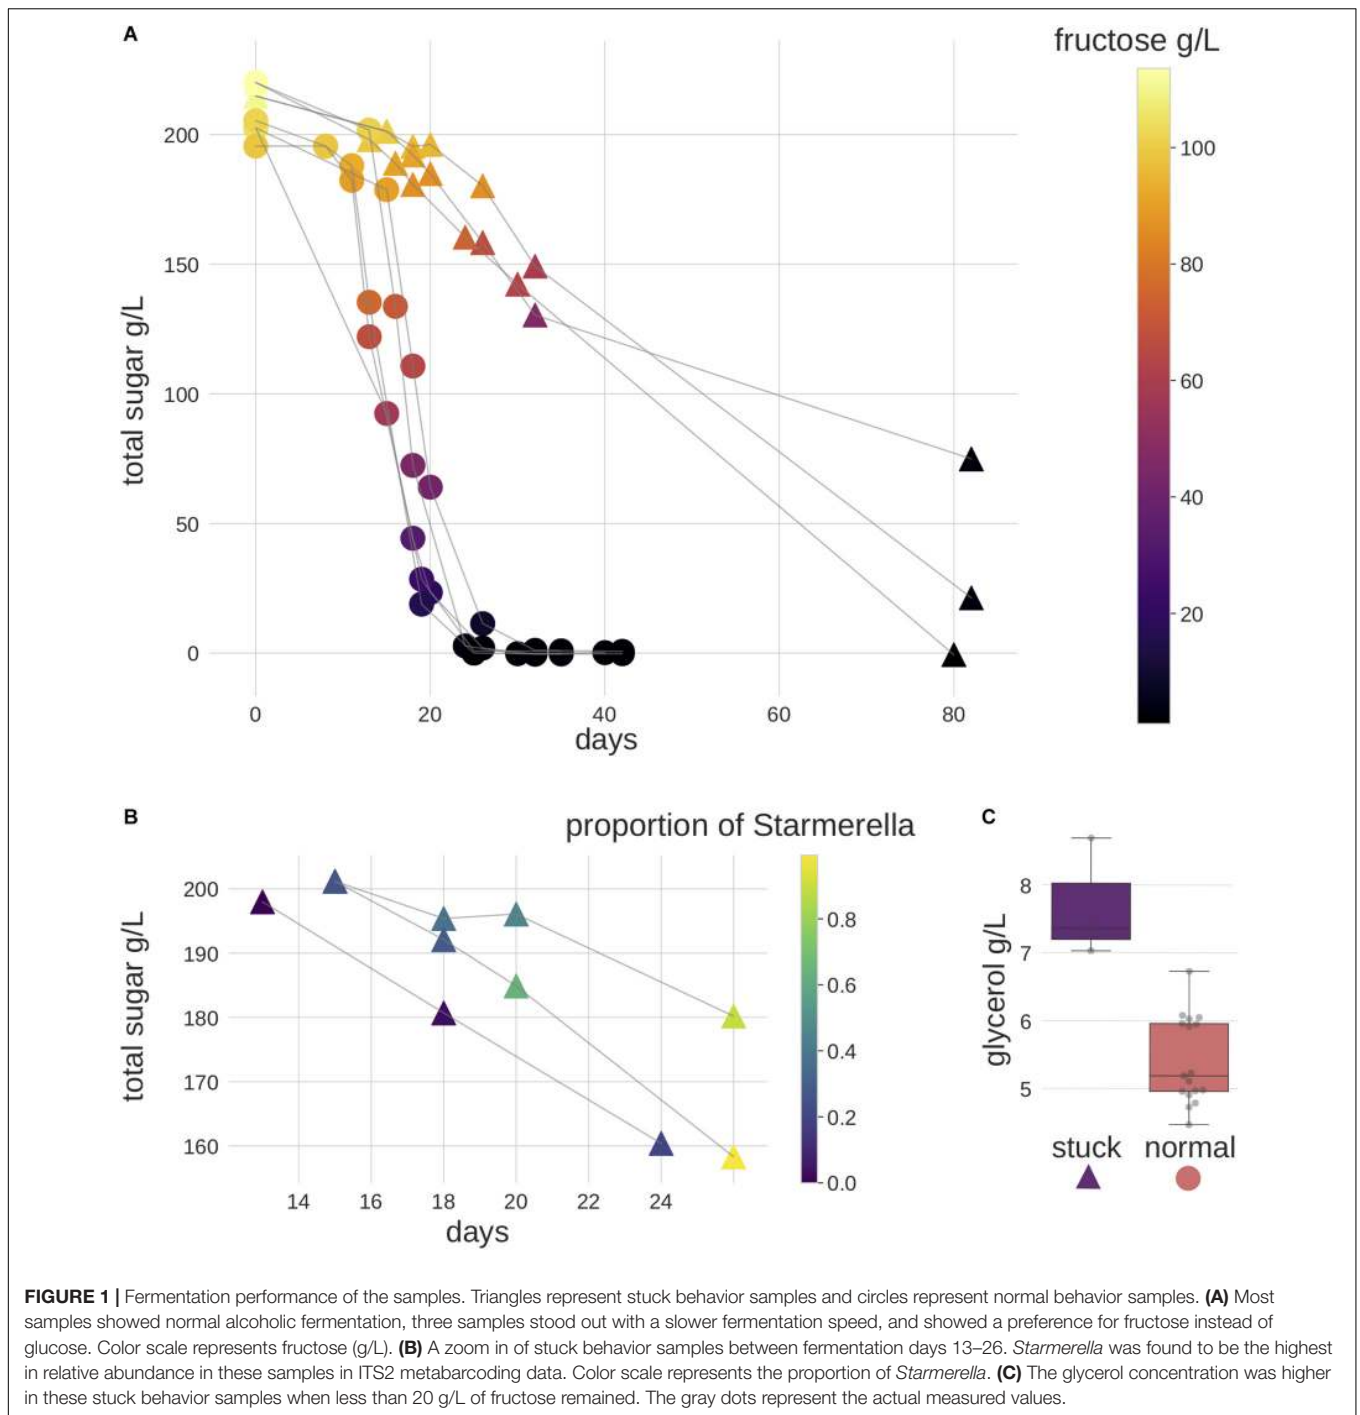 A
fructose g/L
200
150
100
50
0
total sugar g/L
0 20 40 60 80
days
100
80
60
40
20
B
proportion of Starmerella
200
190
180
170
160
total sugar g/L
14 16 18 20 22 24
days
0.8
0.6
0.4
0.2
0.0
C
8
7
6
5
glycerol g/L
stuck normal
FIGURE 1 | Fermentation performance of the samples. Triangles represent stuck behavior samples and circles represent normal behavior samples. (A) Most
samples showed normal alcoholic fermentation, three samples stood out with a slower fermentation speed, and showed a preference for fructose instead of
glucose. Color scale represents fructose (g/L). (B) A zoom in of stuck behavior samples between fermentation days 13–26. Starmerella was found to be the highest
in relative abundance in these samples in ITS2 metabarcoding data. Color scale represents the proportion of Starmerella. (C) The glycerol concentration was higher
in these stuck behavior samples when less than 20 g/L of fructose remained. The gray dots represent the actual measured values.